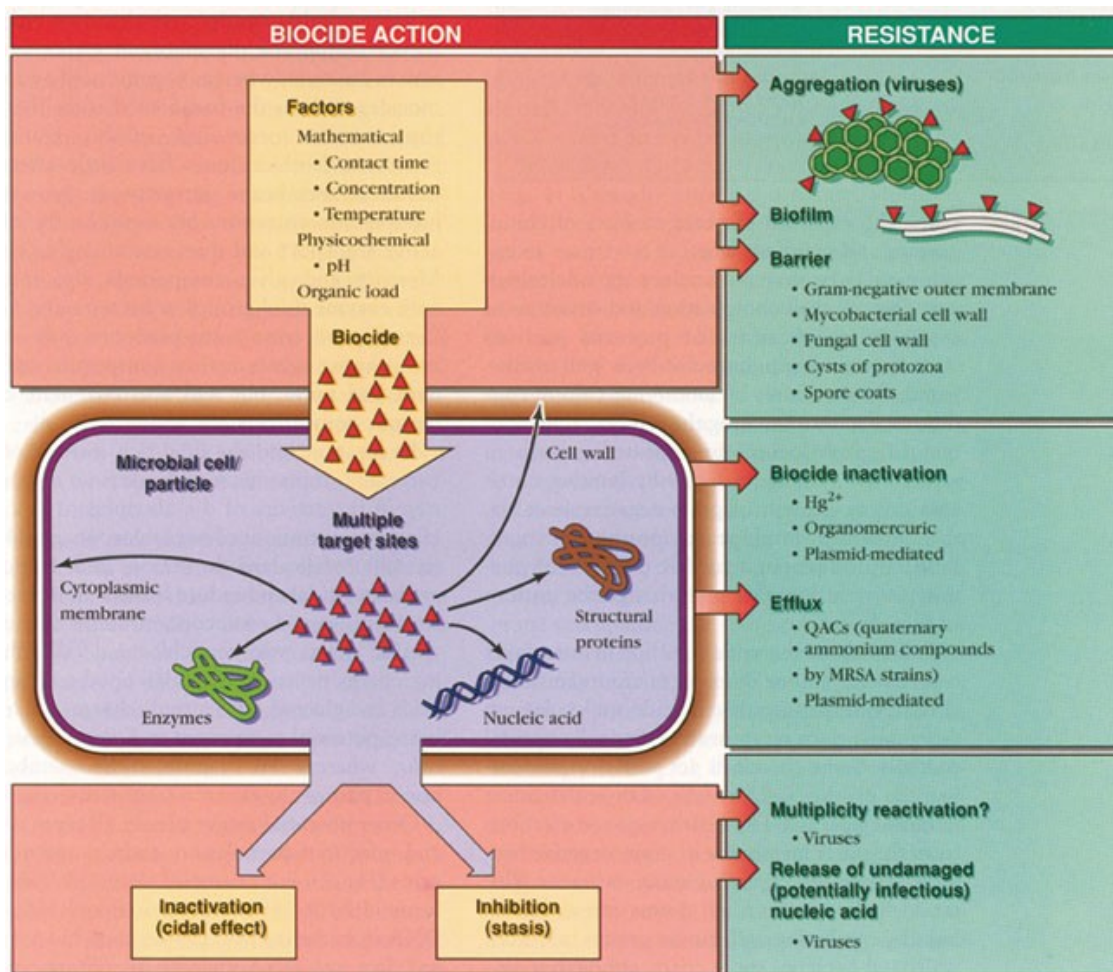 BIOCIDE ACTION
RESISTANCE
Factors
Mathematical
• Contact time
• Concentration
• Temperature
Physicochemical
• pH
Organic load
Biocide
Microbial cell/
particle
Multiple
target sites
Cell wall
Cytoplasmic
membrane
Structural
proteins
Enzymes
Nucleic acid
Inactivation
(cidal effect)
Inhibition
(stasis)
Aggregation (viruses)
Biofilm
Barrier
• Gram-negative outer membrane
• Mycobacterial cell wall
• Fungal cell wall
• Cysts of protozoa
• Spore coats
Biocide inactivation
• Hg²⁺
• Organomercuric
• Plasmid-mediated
Efflux
• QACs (quaternary
• ammonium compounds
• by MRSA strains)
• Plasmid-mediated
Multiplicity reactivation?
• Viruses
Release of undamaged
(potentially infectious)
nucleic acid
• Viruses